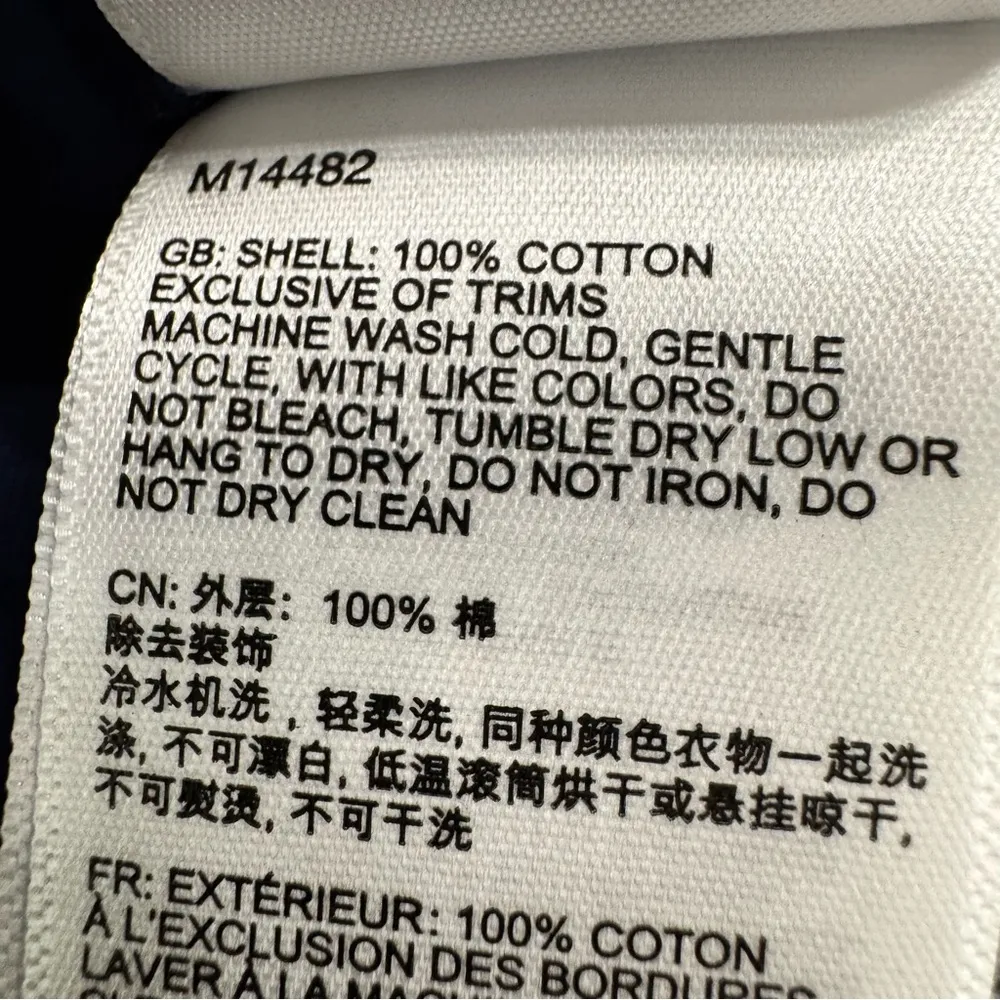 M14482
GB: SHELL: 100% COTTON
EXCLUSIVE OF TRIMS
MACHINE WASH COLD, GENTLE
CYCLE, WITH LIKE COLORS, DO
NOT BLEACH, TUMBLE DRY LOW OR
HANG TO DRY, DO NOT IRON, DO
NOT DRY CLEAN
CN: 外层: 100% 棉
除去装饰
冷水机洗, 轻柔洗, 同种颜色衣物一起洗
涤, 不可漂白, 低温滚筒烘干或悬挂晾干,
不可熨烫, 不可干洗
FR: EXTÉRIEUR: 100% COTON
À L'EXCLUSION DES BORDURES
LAVER À LA